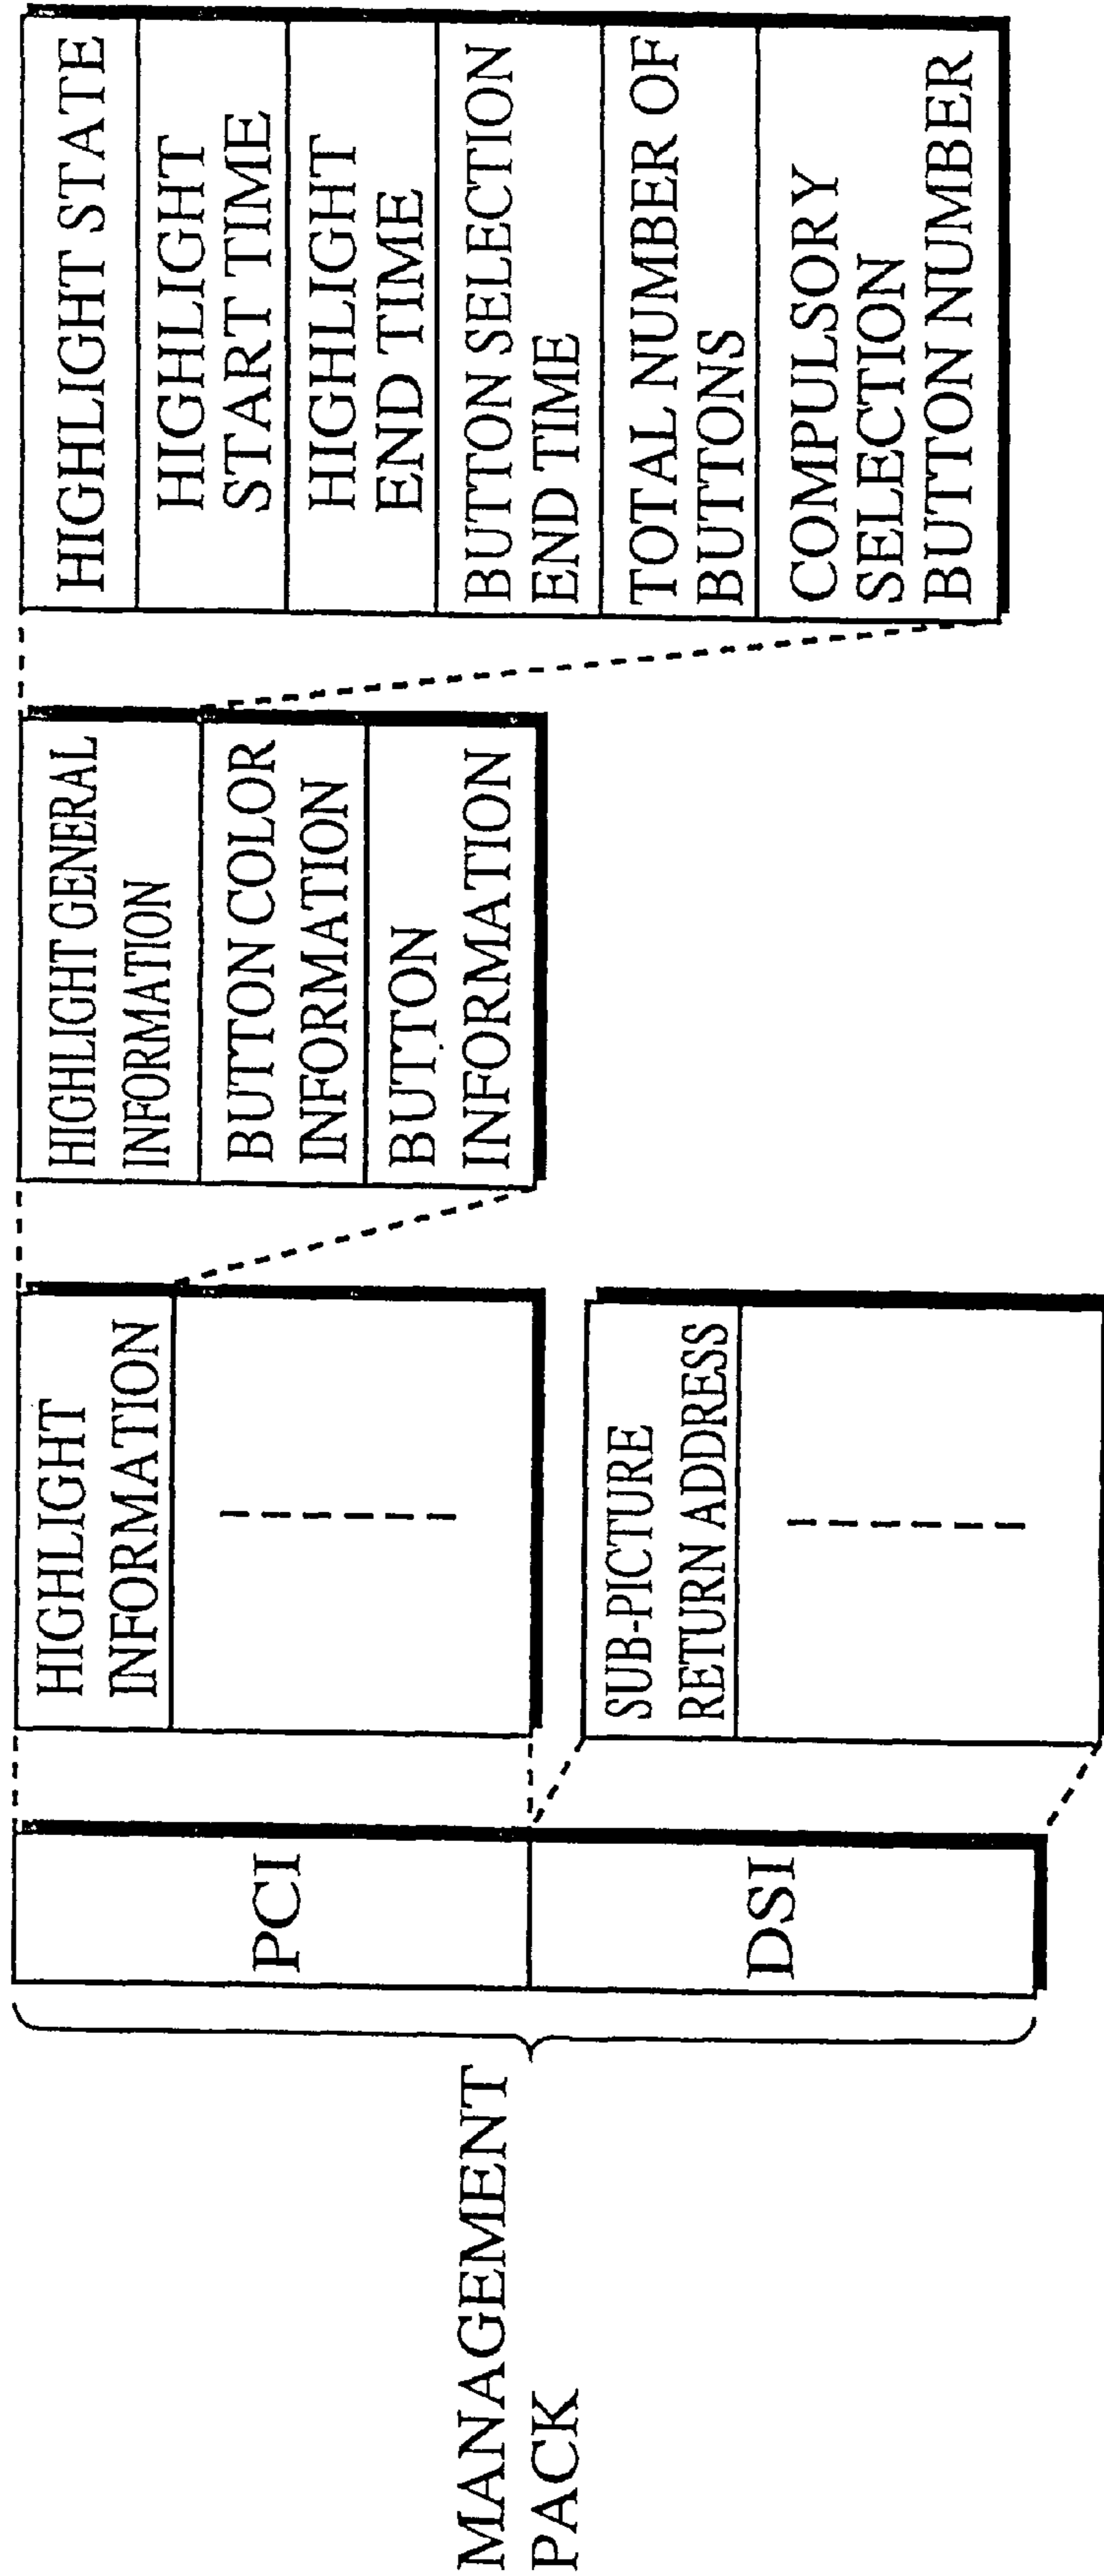 MANAGEMENT
PACK
PCI
DSI
HIGHLIGHT
INFORMATION
SUB-PICTURE
RETURN ADDRESS
HIGHLIGHT GENERAL
INFORMATION
BUTTON COLOR
INFORMATION
BUTTON
INFORMATION
HIGHLIGHT STATE
HIGHLIGHT
START TIME
HIGHLIGHT
END TIME
BUTTON SELECTION
END TIME
TOTAL NUMBER OF
BUTTONS
COMPULSORY
SELECTION
BUTTON NUMBER